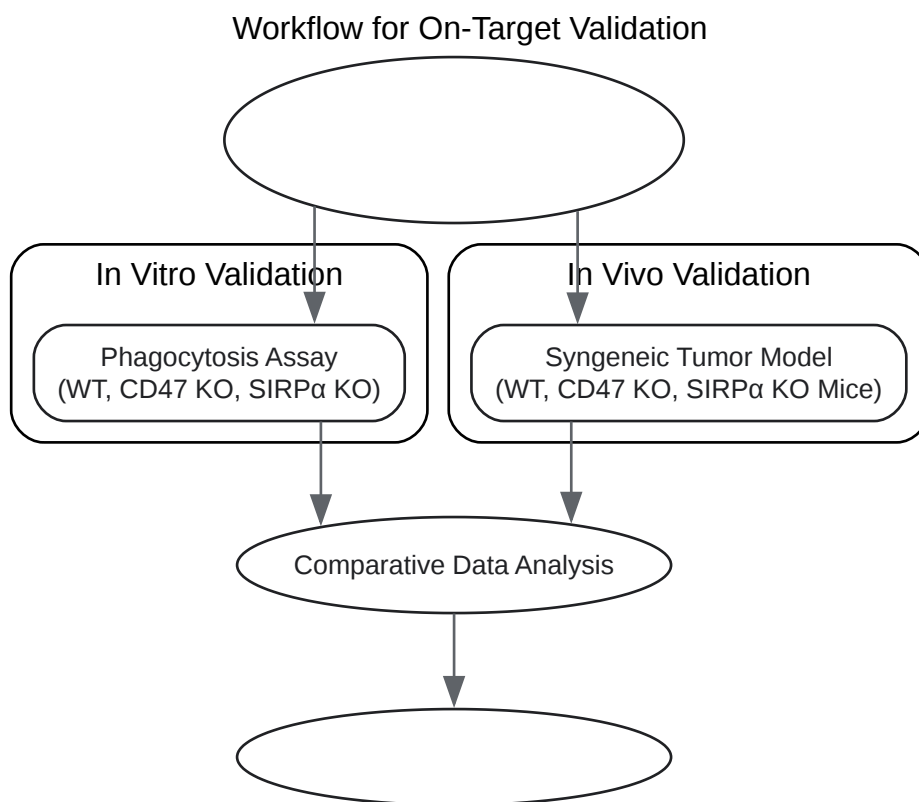 Workflow for On-Target Validation
In Vitro Validation
Phagocytosis Assay
(WT, CD47 KO, SIRPα KO)
In Vivo Validation
Syngeneic Tumor Model
(WT, CD47 KO, SIRPα KO Mice)
Comparative Data Analysis